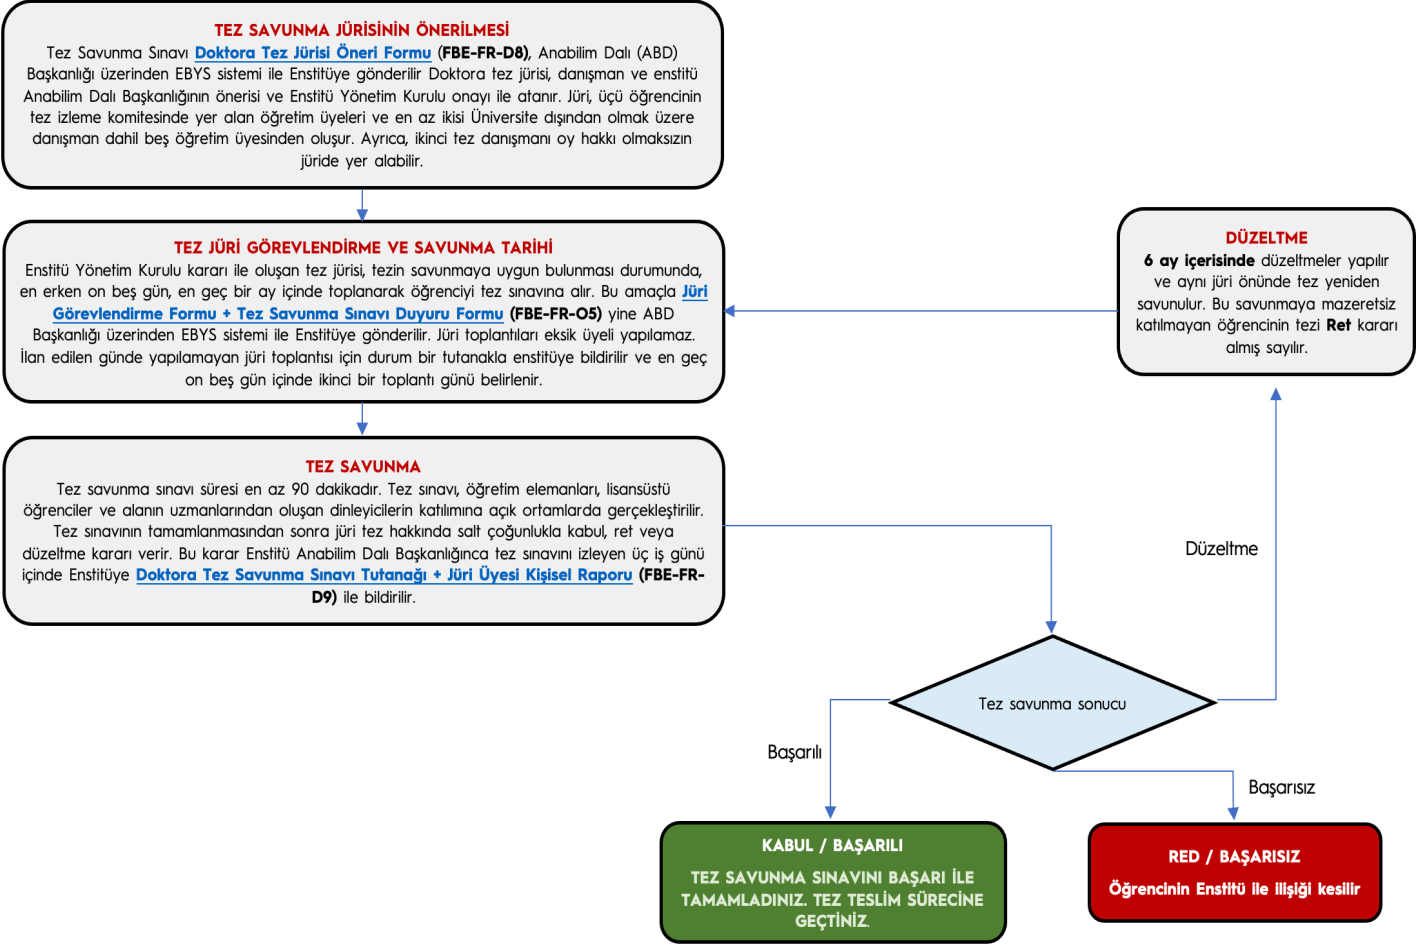 TEZ SAVUNMA JÜRİSİNİN ÖNERİLMESİ
Tez Savunma Sınavı Doktora Tez Jürisi Öneri Formu (FBE-FR-D8), Anabilim Dalı (ABD)
Başkanlığı üzerinden EBYS sistemi ile Enstitüye gönderilir Doktora tez jürisi, danışman ve enstitü
Anabilim Dalı Başkanlığının önerisi ve Enstitü Yönetim Kurulu onayı ile atanır. Jüri, üçü öğrencinin
tez izleme komitesinde yer alan öğretim üyeleri ve en az ikisi Üniversite dışından olmak üzere
danışman dahil beş öğretim üyesinden oluşur. Ayrıca, ikinci tez danışmanı oy hakkı olmaksızın
jüride yer alabilir.
TEZ JÜRİ GÖREVLENDİRME VE SAVUNMA TARİHİ
Enstitü Yönetim Kurulu kararı ile oluşan tez jürisi, tezin savunmaya uygun bulunması durumunda,
en erken on beş gün, en geç bir ay içinde toplanarak öğrenciyi tez sınavına alır. Bu amaçla Jüri
Görevlendirme Formu + Tez Savunma Sınavı Duyuru Formu (FBE-FR-O5) yine ABD
Başkanlığı üzerinden EBYS sistemi ile Enstitüye gönderilir. Jüri toplantıları eksik üyeli yapılamaz.
İlan edilen günde yapılamayan jüri toplantısı için durum bir tutanakla enstitüye bildirilir ve en geç
on beş gün içinde ikinci bir toplantı günü belirlenir.
DÜZELTME
6 ay içerisinde düzeltmeler yapılır
ve aynı jüri önünde tez yeniden
savunulur. Bu savunmaya mazeretsiz
katılmayan öğrencinin tezi Ret kararı
almış sayılır.
TEZ SAVUNMA
Tez savunma sınavı süresi en az 90 dakikadır. Tez sınavı, öğretim elemanları, lisansüstü
öğrenciler ve alanın uzmanlarından oluşan dinleyicilerin katılımına açık ortamlarda gerçekleştirilir.
Tez sınavının tamamlanmasından sonra jüri tez hakkında salt çoğunlukla kabul, ret veya
düzeltme kararı verir. Bu karar Enstitü Anabilim Dalı Başkanlığınca tez sınavını izleyen üç iş günü
içinde Enstitüye Doktora Tez Savunma Sınavı Tutanağı + Jüri Üyesi Kişisel Raporu (FBE-FR-
D9) ile bildirilir.
Düzeltme
Tez savunma sonucu
Başarılı
Başarısız
KABUL / BAŞARILI
TEZ SAVUNMA SINAVINI BAŞARI İLE
TAMAMLADINIZ. TEZ TESLİM SÜRECİNE
GEÇTİNİZ.
RED / BAŞARISIZ
Öğrencinin Enstitü ile ilişiği kesilir